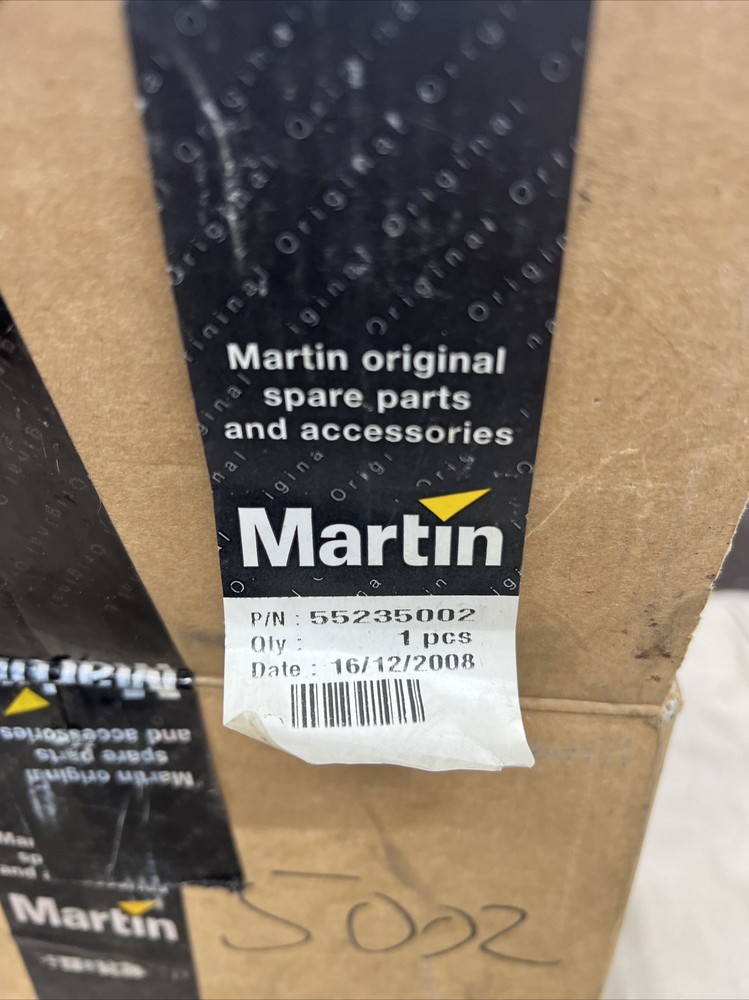 Martin original
spare parts
and accessories
Martin
P/N : 55235002
Qty : 1 pcs
Date : 16/12/2008
Martin
and accessories
spare parts
Martin original
Martin
5002